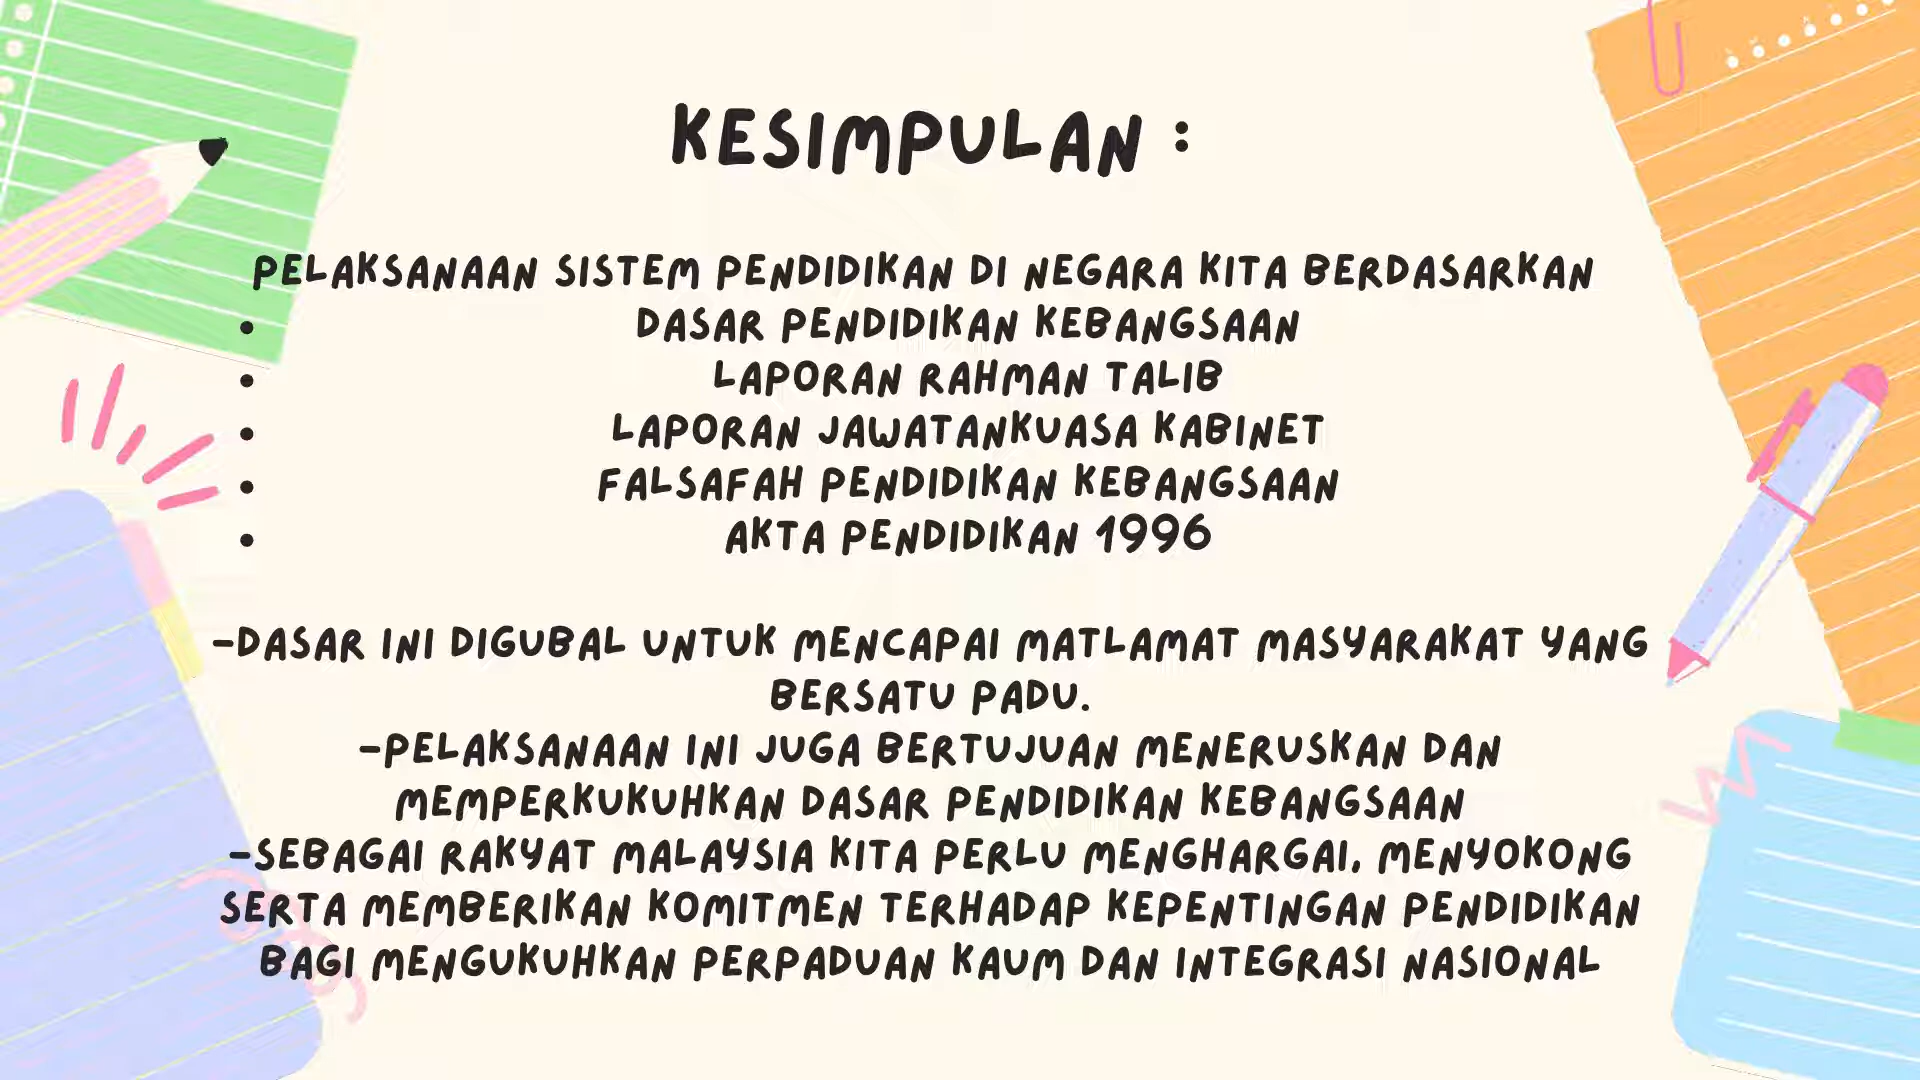 KESIMPULAN :
PELAKSANAAN SISTEM PENDIDIKAN DI NEGARA KITA BERDASARKAN
• DASAR PENDIDIKAN KEBANGSAAN
• LAPORAN RAHMAN TALIB
• LAPORAN JAWATANKUASA KABINET
• FALSAFAH PENDIDIKAN KEBANGSAAN
• AKTA PENDIDIKAN 1996
-DASAR INI DIGUBAL UNTUK MENCAPAI MATLAMAT MASYARAKAT YANG
BERSATU PADU.
-PELAKSANAAN INI JUGA BERTUJUAN MENERUSKAN DAN
MEMPERKUKUHKAN DASAR PENDIDIKAN KEBANGSAAN
-SEBAGAI RAKYAT MALAYSIA KITA PERLU MENGHARGAI, MENYOKONG
SERTA MEMBERIKAN KOMITMEN TERHADAP KEPENTINGAN PENDIDIKAN
BAGI MENGUKUHKAN PERPADUAN KAUM DAN INTEGRASI NASIONAL